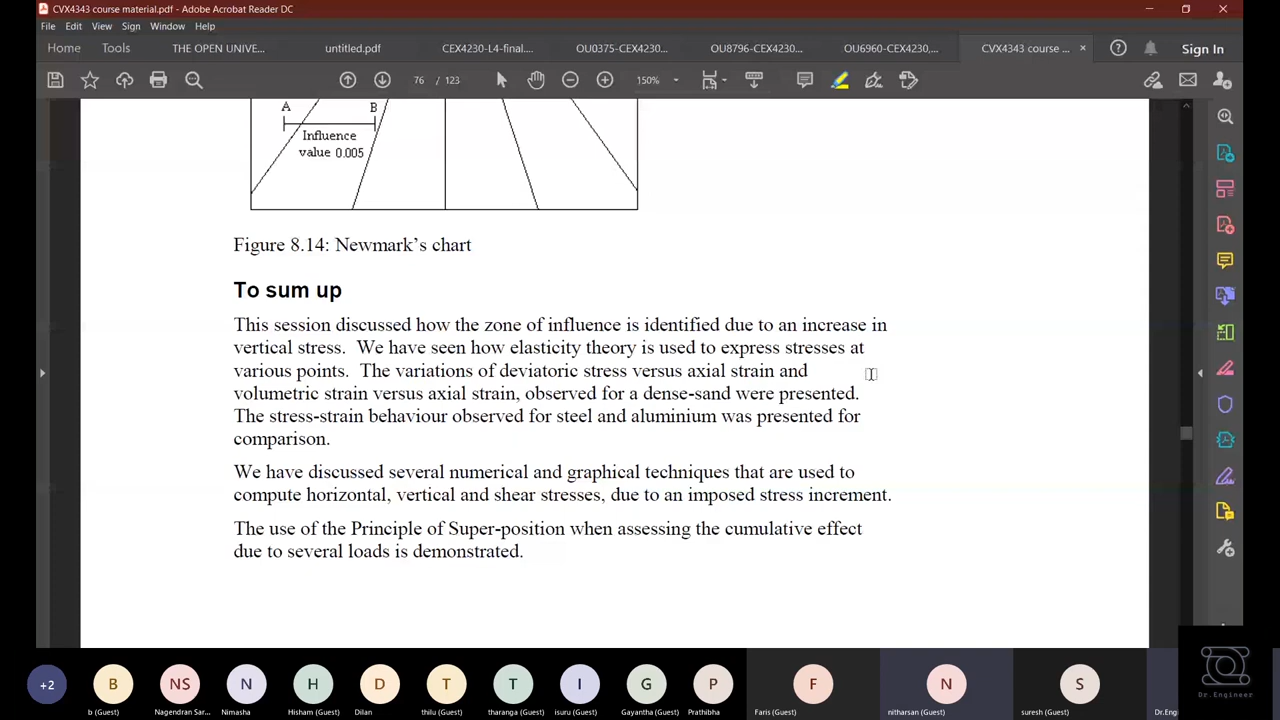 CVX4343 course material.pdf - Adobe Acrobat Reader DC
File Edit View Sign Window Help
Home Tools THE OPEN UNIVE... untitled.pdf CEX4230-L4-final.... OU0375-CEX4230... OU8796-CEX4230... OU6960-CEX4230,... CVX4343 course ... × Sign In
76 / 123 150%
A B
Influence
value 0.005
Figure 8.14: Newmark's chart
To sum up
This session discussed how the zone of influence is identified due to an increase in
vertical stress. We have seen how elasticity theory is used to express stresses at
various points. The variations of deviatoric stress versus axial strain and
volumetric strain versus axial strain, observed for a dense-sand were presented.
The stress-strain behaviour observed for steel and aluminium was presented for
comparison.
We have discussed several numerical and graphical techniques that are used to
compute horizontal, vertical and shear stresses, due to an imposed stress increment.
The use of the Principle of Super-position when assessing the cumulative effect
due to several loads is demonstrated.
+2 B NS N H D T T I G P F N S
b (Guest) Nagendran Sar... Nimasha Hisham (Guest) Dilan thilu (Guest) tharanga (Guest) isuru (Guest) Gayantha (Guest) Prathibha Faris (Guest) nitharsan (Guest) suresh (Guest) Dr.Eng
Dr.Engineer